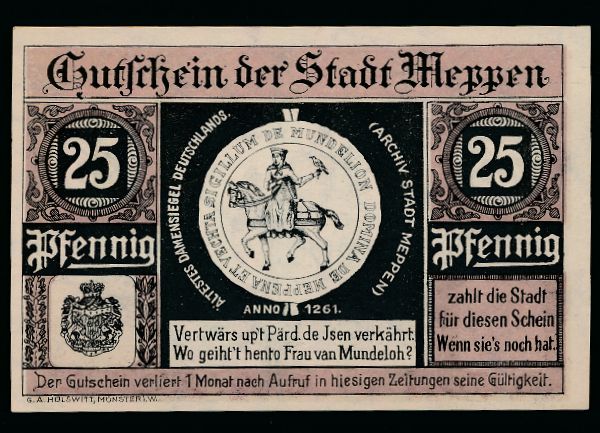 Gutschein der Stadt Meppen
25
Pfennig
ÄLTESTES DAMENSIEGEL DEUTSCHLANDS.
(ARCHIV STADT MEPPEN)
SIGILLUM DE MUNDELION DOMINA DE MEPPENA ET VECHTA
ANNO 1261.
25
Pfennig
Vertwärs up't Pärd. de Jsen verkährt.
Wo geiht't hento Frau van Mundeloh?
zahlt die Stadt
für diesen Schein
Wenn sie's noch hat.
Der Gutschein verliert 1 Monat nach Aufruf in hiesigen Zeitungen seine Gültigkeit.
G. A. HÜLSWITT, MÜNSTER I. W.